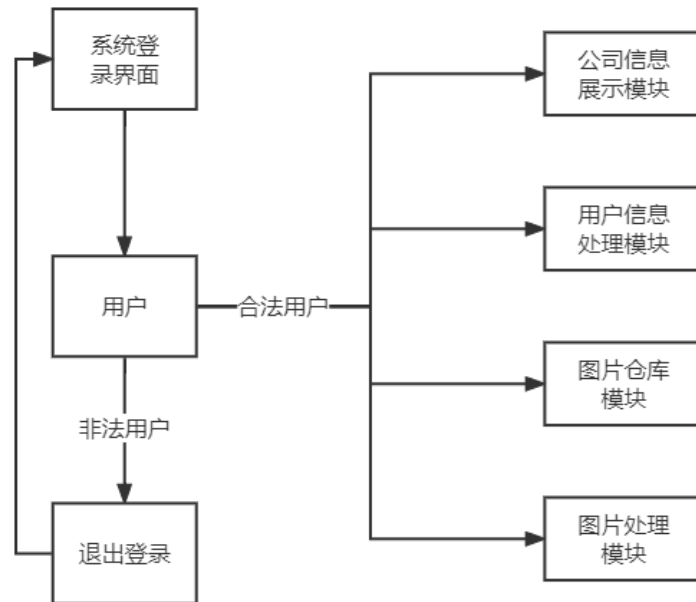 系统登
录界面
公司信息
展示模块
用户信息
处理模块
用户
合法用户
图片仓库
模块
非法用户
图片处理
模块
退出登录